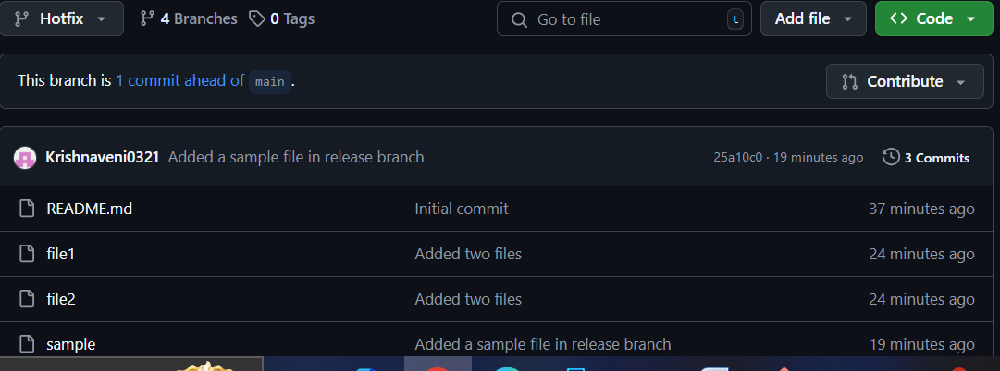 Hotfix 4 Branches 0 Tags Go to file t Add file Code
This branch is 1 commit ahead of main . Contribute
Krishnaveni0321 Added a sample file in release branch 25a10c0 · 19 minutes ago 3 Commits
README.md Initial commit 37 minutes ago
file1 Added two files 24 minutes ago
file2 Added two files 24 minutes ago
sample Added a sample file in release branch 19 minutes ago